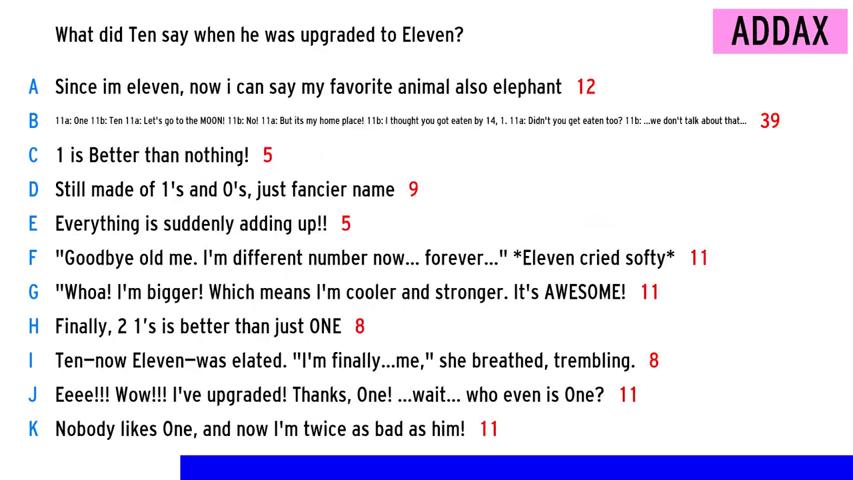 What did Ten say when he was upgraded to Eleven?
ADDAX
A Since im eleven, now i can say my favorite animal also elephant 12
B 11a: One 11b: Ten 11a: Let's go to the MOON! 11b: No! 11a: But its my home place! 11b: I thought you got eaten by 14, 1. 11a: Didn't you get eaten too? 11b: ...we don't talk about that... 39
C 1 is Better than nothing! 5
D Still made of 1's and 0's, just fancier name 9
E Everything is suddenly adding up!! 5
F "Goodbye old me. I'm different number now... forever..." *Eleven cried softy* 11
G "Whoa! I'm bigger! Which means I'm cooler and stronger. It's AWESOME! 11
H Finally, 2 1's is better than just ONE 8
I Ten—now Eleven—was elated. "I'm finally...me," she breathed, trembling. 8
J Eeee!!! Wow!!! I've upgraded! Thanks, One! ...wait... who even is One? 11
K Nobody likes One, and now I'm twice as bad as him! 11